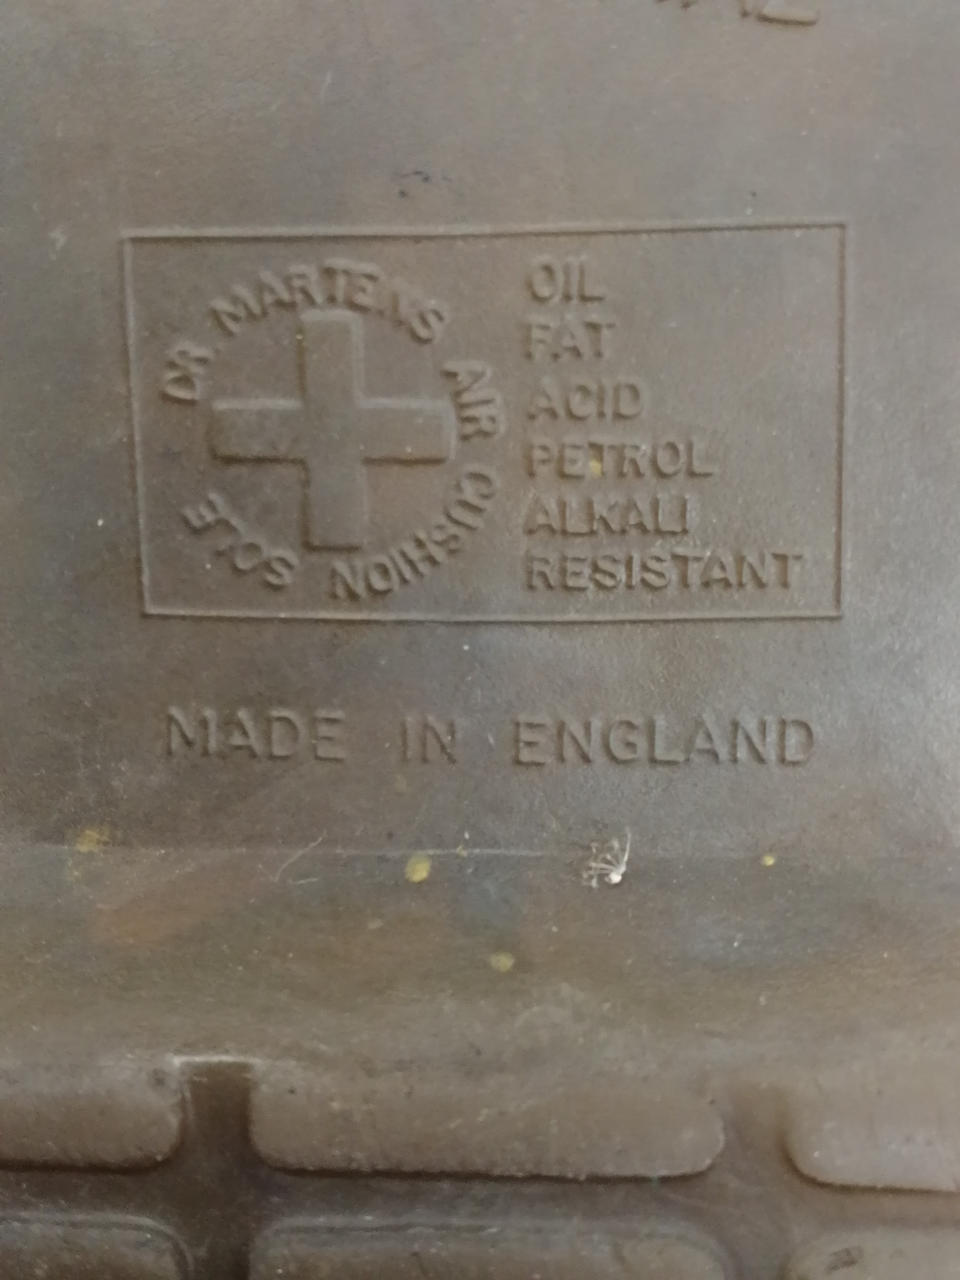 DR. MARTENS AIR CUSHION SOLE
OIL
FAT
ACID
PETROL
ALKALI
RESISTANT
MADE IN ENGLAND